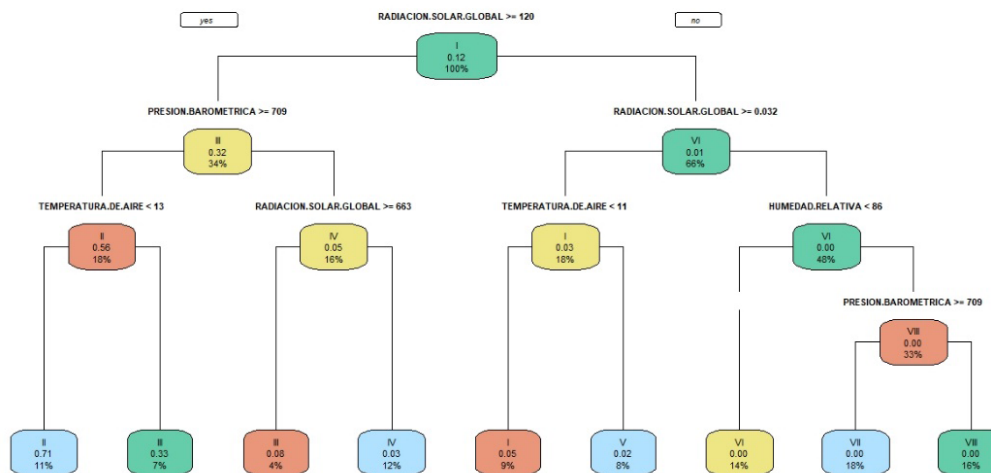 RADIACION.SOLAR.GLOBAL >= 120
yes
no
I
0.12
100%
PRESION.BAROMETRICA >= 709
RADIACION.SOLAR.GLOBAL >= 0.032
III
0.32
34%
VI
0.01
66%
TEMPERATURA.DE.AIRE < 13
RADIACION.SOLAR.GLOBAL >= 663
TEMPERATURA.DE.AIRE < 11
HUMEDAD.RELATIVA < 86
II
0.56
18%
IV
0.05
16%
I
0.03
18%
VI
0.00
48%
PRESION.BAROMETRICA >= 709
VIII
0.00
33%
II
0.71
11%
III
0.33
7%
III
0.08
4%
IV
0.03
12%
I
0.05
9%
V
0.02
8%
VI
0.00
14%
VII
0.00
18%
VIII
0.00
16%